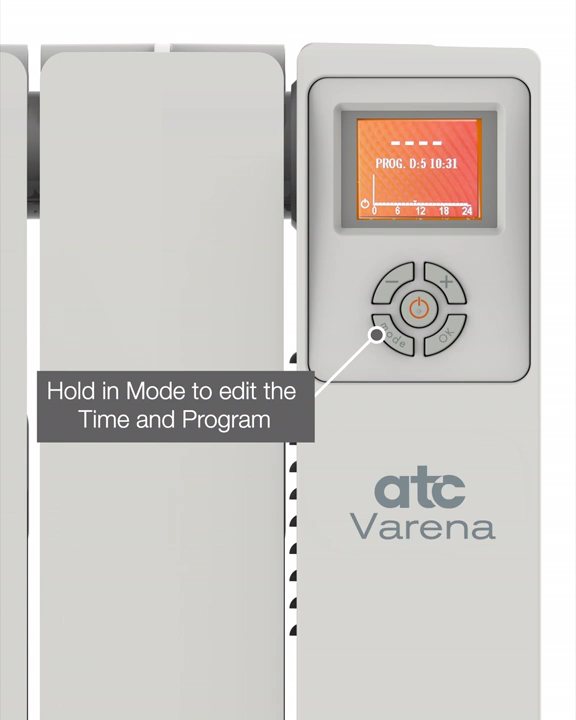 - - - -
PROG. D:5 10:31
0 6 12 18 24
− +
mode OK
Hold in Mode to edit the
Time and Program
atc
Varena